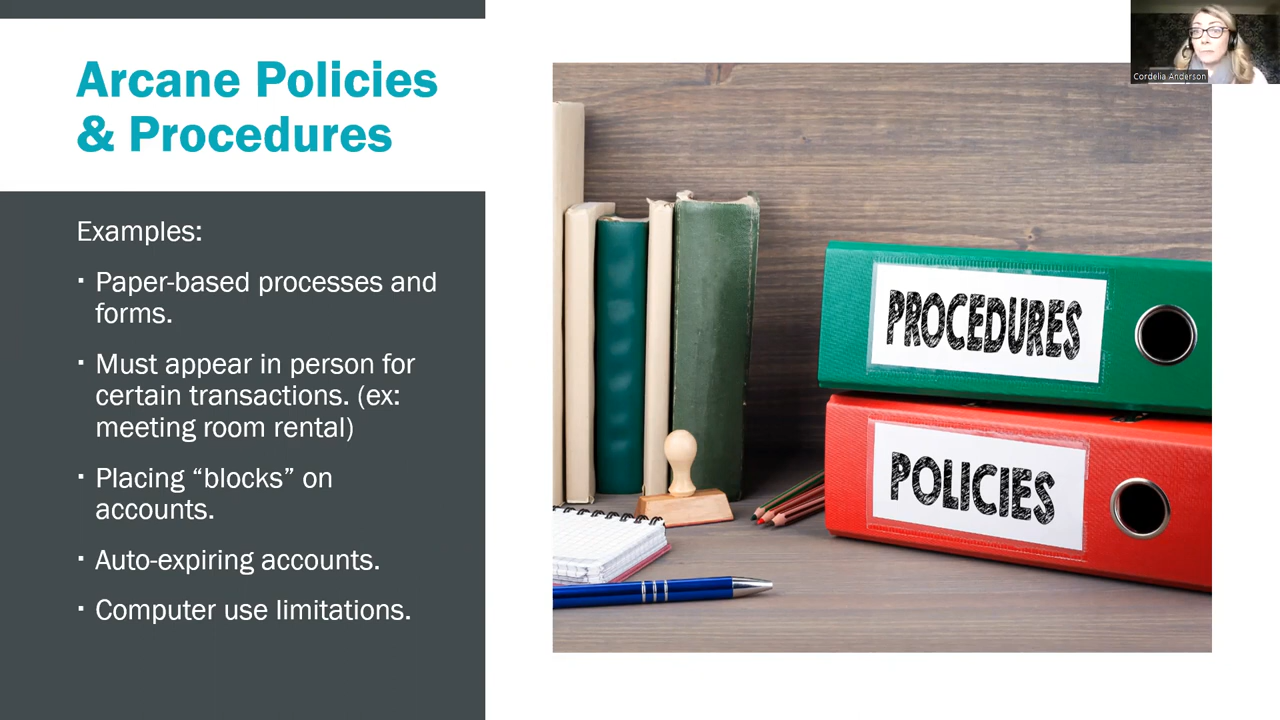 Arcane Policies
& Procedures
Examples:
▪ Paper-based processes and
forms.
▪ Must appear in person for
certain transactions. (ex:
meeting room rental)
▪ Placing “blocks” on
accounts.
▪ Auto-expiring accounts.
▪ Computer use limitations.
PROCEDURES
POLICIES
Cordelia Anderson